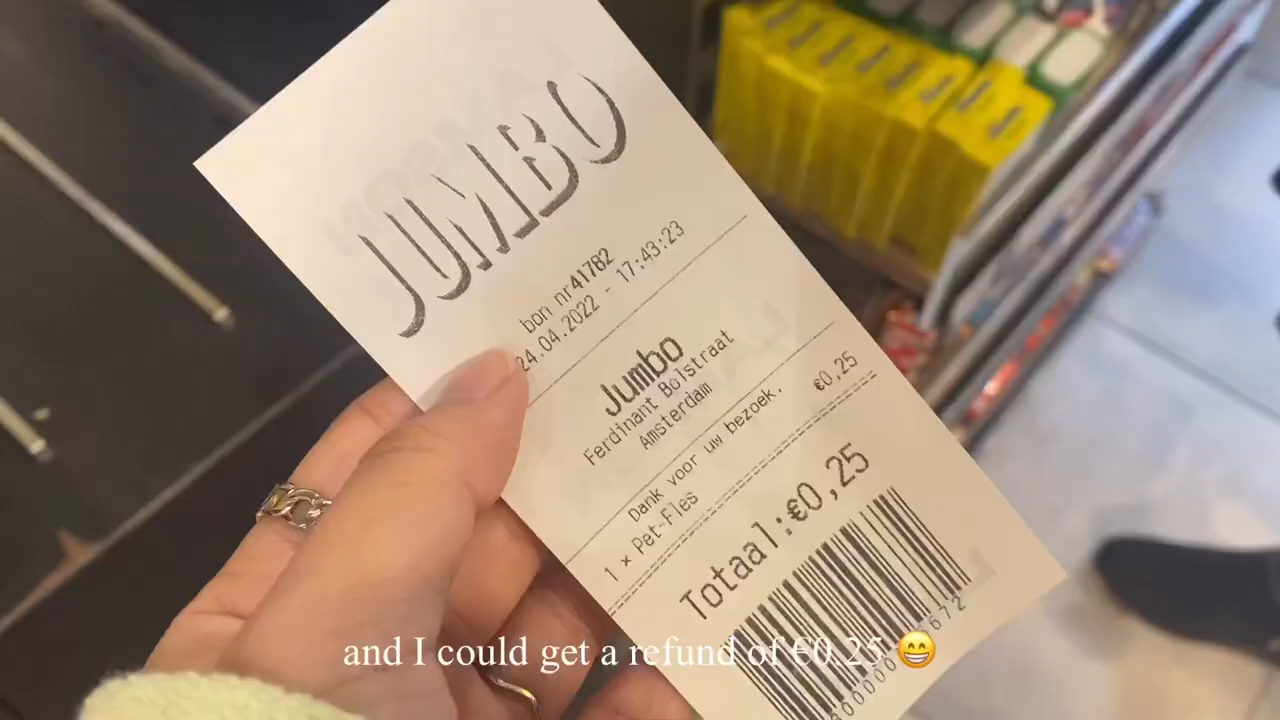 JUMBO
bon nr41782
24.04.2022 - 17:43:23
Jumbo
Ferdinant Bolstraat
Amsterdam
Dank voor uw bezoek.
1 × Pet-Fles €0,25
Totaal:€0,25
and I could get a refund of €0.25 😁